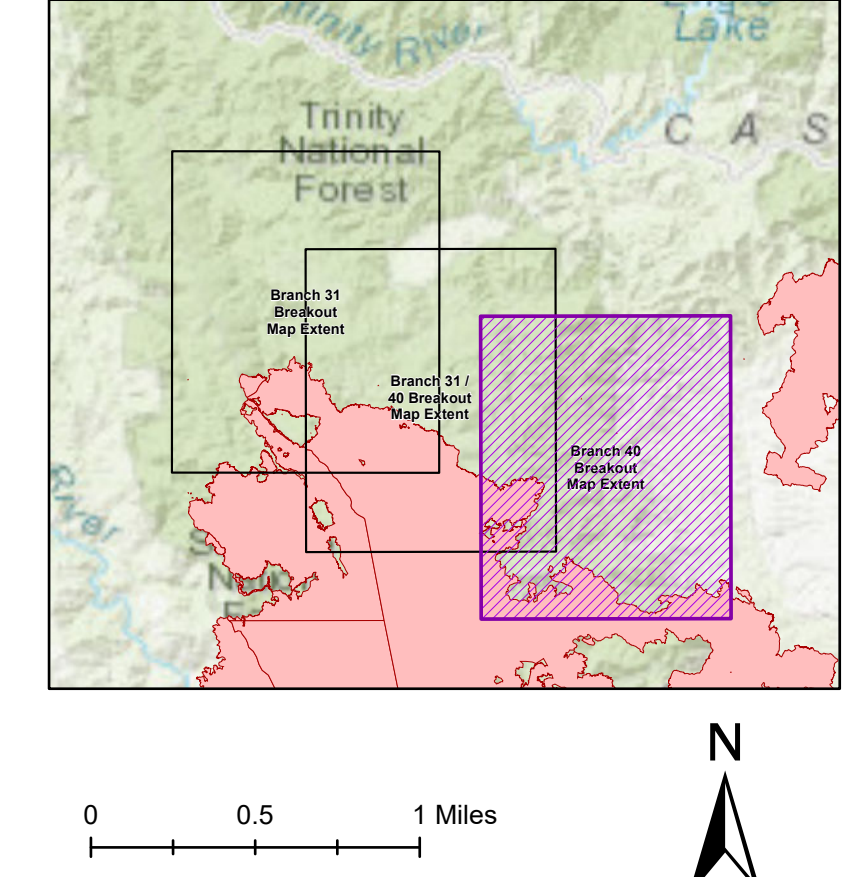 Trinity River
Lake
Trinity
National
Forest
C A S
Branch 31
Breakout
Map Extent
Branch 31 /
40 Breakout
Map Extent
Branch 40
Breakout
Map Extent
River
N
0 0.5 1 Miles